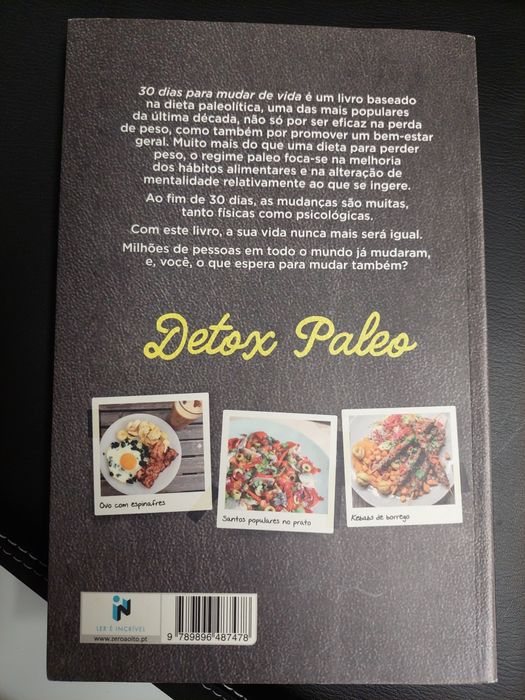 30 dias para mudar de vida é um livro baseado
na dieta paleolítica, uma das mais populares
da última década, não só por ser eficaz na perda
de peso, como também por promover um bem-estar
geral. Muito mais do que uma dieta para perder
peso, o regime paleo foca-se na melhoria
dos hábitos alimentares e na alteração de
mentalidade relativamente ao que se ingere.
Ao fim de 30 dias, as mudanças são muitas,
tanto físicas como psicológicas.
Com este livro, a sua vida nunca mais será igual.
Milhões de pessoas em todo o mundo já mudaram,
e, você, o que espera para mudar também?
Detox Paleo
Ovo com espinafres
Santos populares no prato
Kebabs de borrego
LER É INCRÍVEL
www.zeroaoito.pt
9 789896 487478